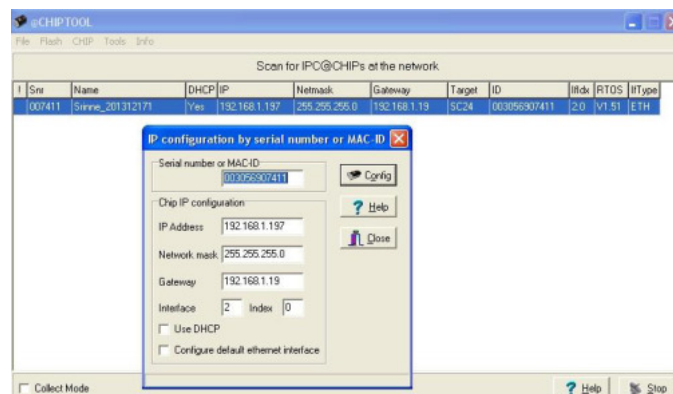 @CHIPTOOL
File Flash CHIP Tools Info
Scan for IPC@CHIPs at the network
! Snr Name DHCP IP Netmask Gateway Target ID IfIdx RTOS IfType
007411 Srinne_201312171 Yes 192.168.1.197 255.255.255.0 192.168.1.19 SC24 003056907411 2.0 V1.51 ETH
IP configuration by serial number or MAC-ID
Serial number or MAC-ID
003056907411
Config
Chip IP configuration
Help
IP Address 192.168.1.197
Close
Network mask 255.255.255.0
Gateway 192.168.1.19
Interface 2 Index 0
Use DHCP
Configure default ethernet interface
Collect Mode Help Stop